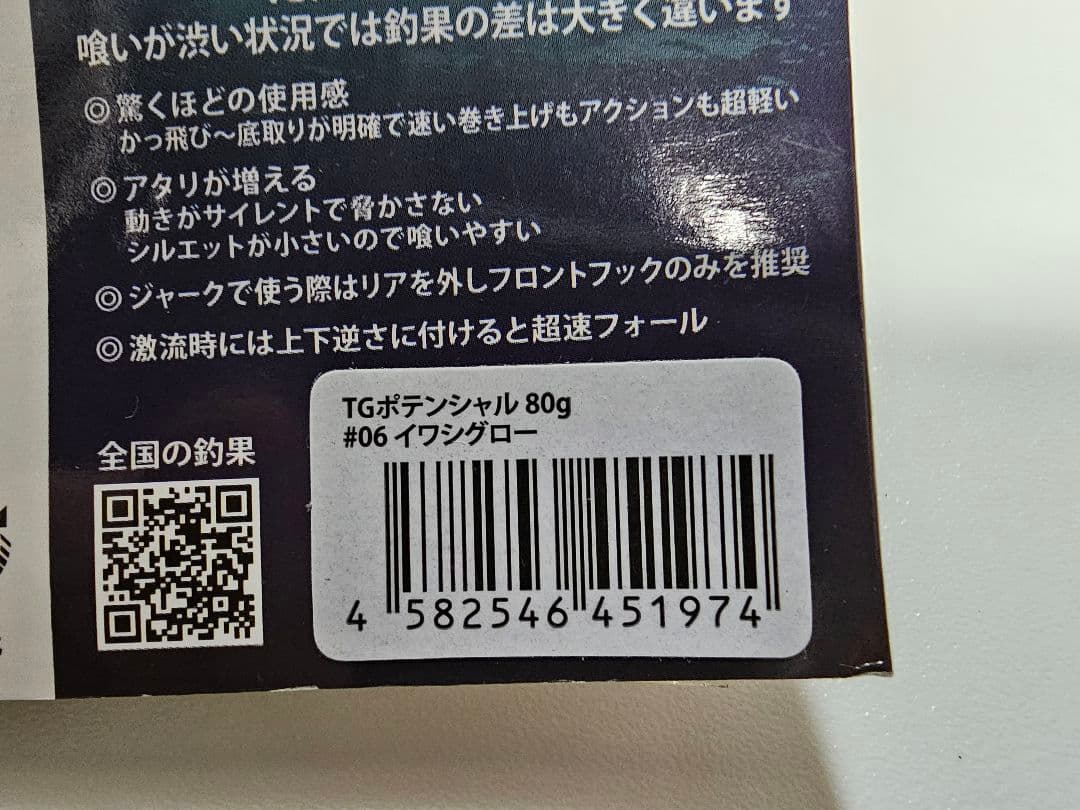 喰いが渋い状況では釣果の差は大きく違います
◎ 驚くほどの使用感
かっ飛び～底取りが明確で速い巻き上げもアクションも超軽い
◎ アタリが増える
動きがサイレントで脅かさない
シルエットが小さいので喰いやすい
◎ ジャークで使う際はリアを外しフロントフックのみを推奨
◎ 激流時には上下逆さに付けると超速フォール
TGポテンシャル 80g
#06 イワシグロー
全国の釣果
4 582546 451974